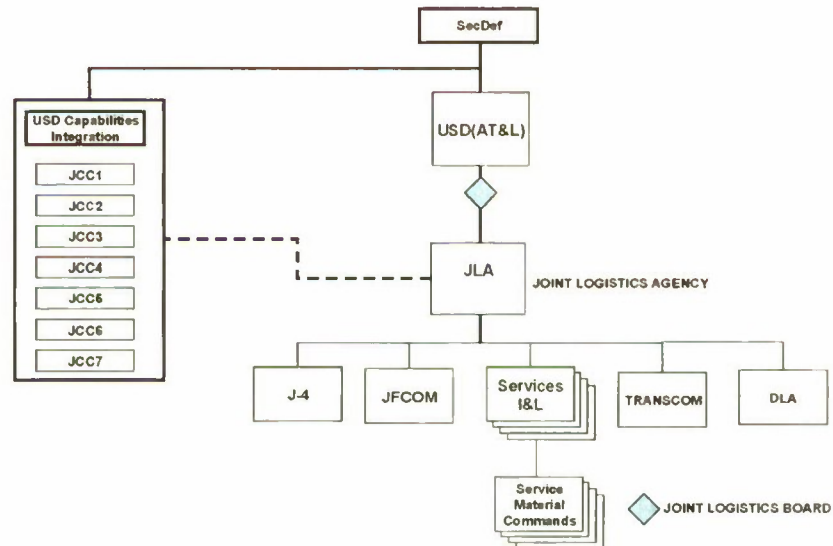 SecDef
USD Capabilities
Integration
JCC1
JCC2
JCC3
JCC4
JCC5
JCC6
JCC7
USD(AT&L)
JLA
JOINT LOGISTICS AGENCY
J-4
JFCOM
Services
I&L
TRANSCOM
DLA
Service
Material
Commands
JOINT LOGISTICS BOARD